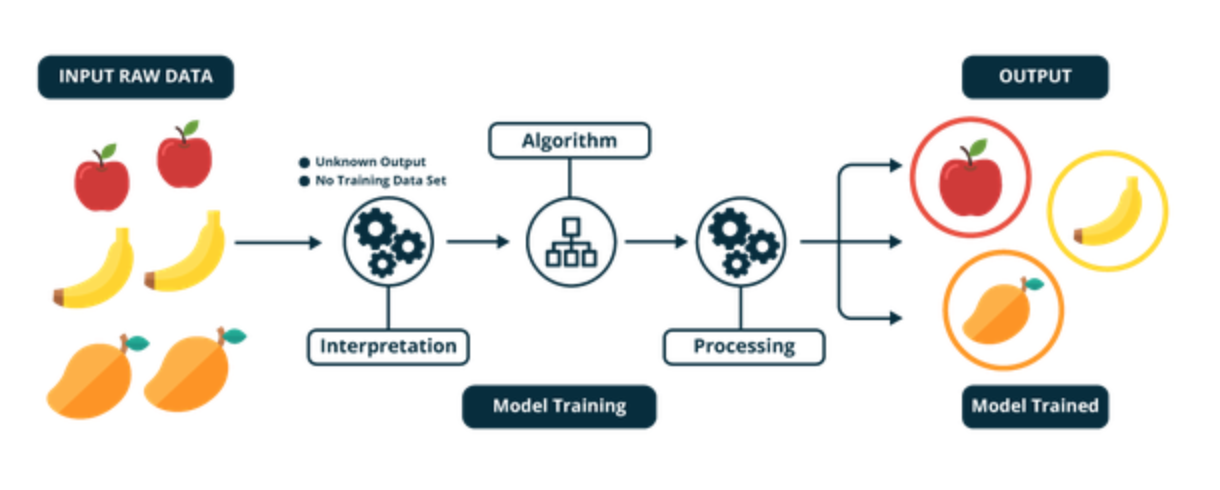 INPUT RAW DATA
OUTPUT
Algorithm
● Unknown Output
● No Training Data Set
Interpretation
Processing
Model Training
Model Trained